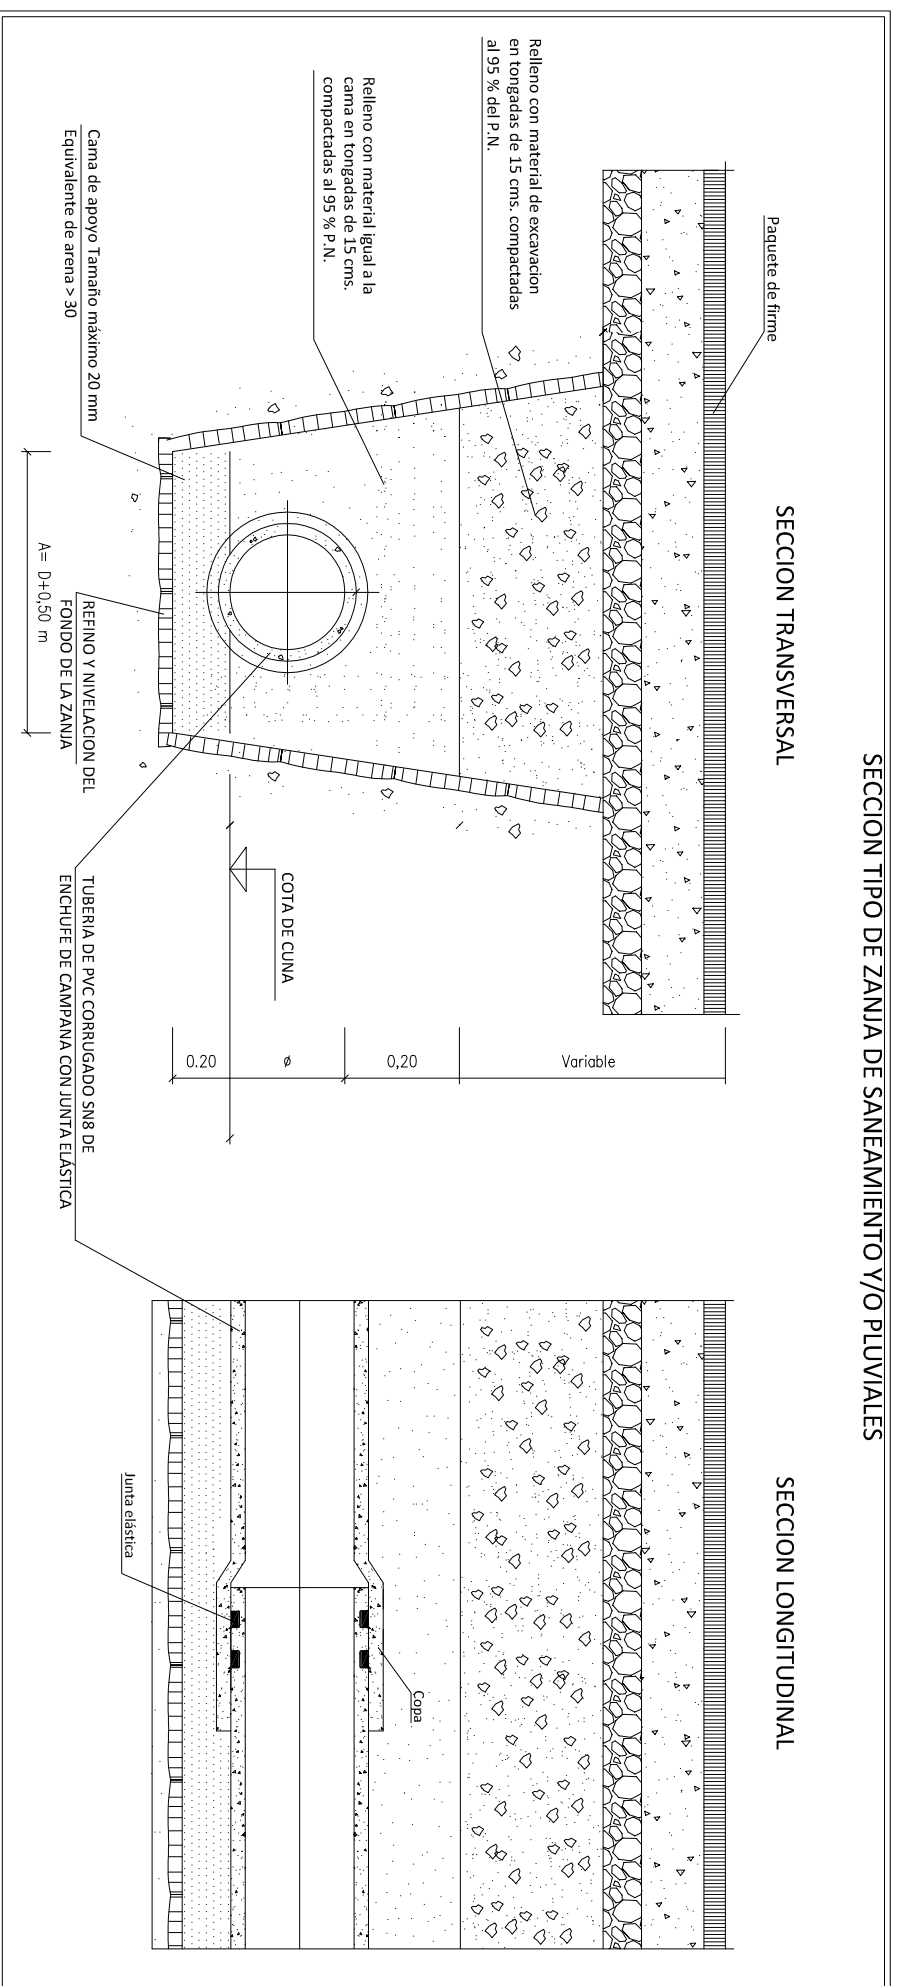 SECCION TIPO DE ZANJA DE SANEAMIENTO Y/O PLUVIALES
SECCION TRANSVERSAL
Paquete de firme
Relleno con material de excavacion
en tongadas de 15 cms. compactadas
al 95 % del P.N.
Relleno con material igual a la
cama en tongadas de 15 cms.
compactadas al 95 % P.N.
Cama de apoyo Tamaño máximo 20 mm
Equivalente de arena > 30
A= D+0,50 m
REFINO Y NIVELACION DEL
FONDO DE LA ZANJA
COTA DE CUNA
TUBERIA DE PVC CORRUGADO SN8 DE
ENCHUFE DE CAMPANA CON JUNTA ELÁSTICA
Variable
0,20
ø
0.20
SECCION LONGITUDINAL
Copa
Junta elástica